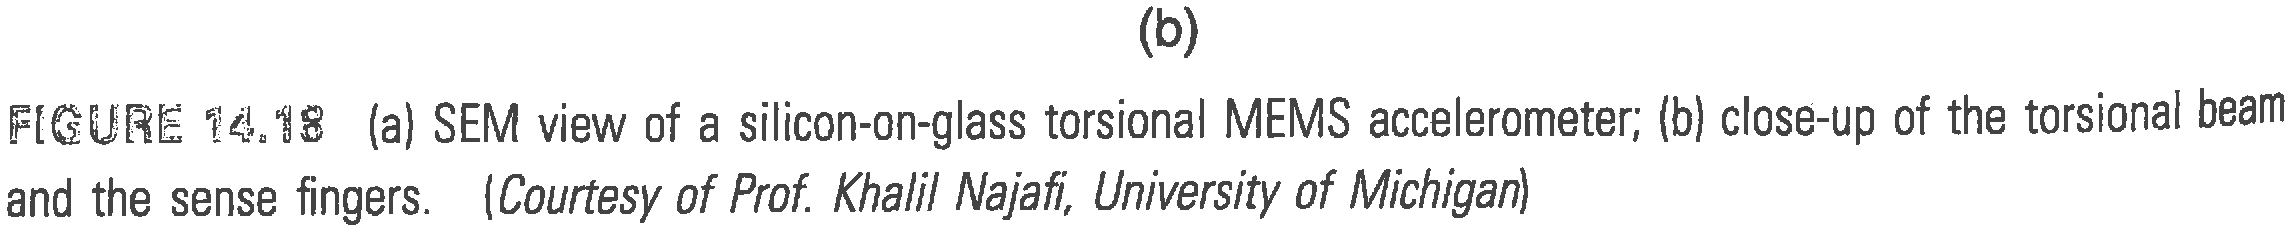 (b)
FIGURE 14.18 (a) SEM view of a silicon-on-glass torsional MEMS accelerometer; (b) close-up of the torsional beam
and the sense fingers. (Courtesy of Prof. Khalil Najafi, University of Michigan)